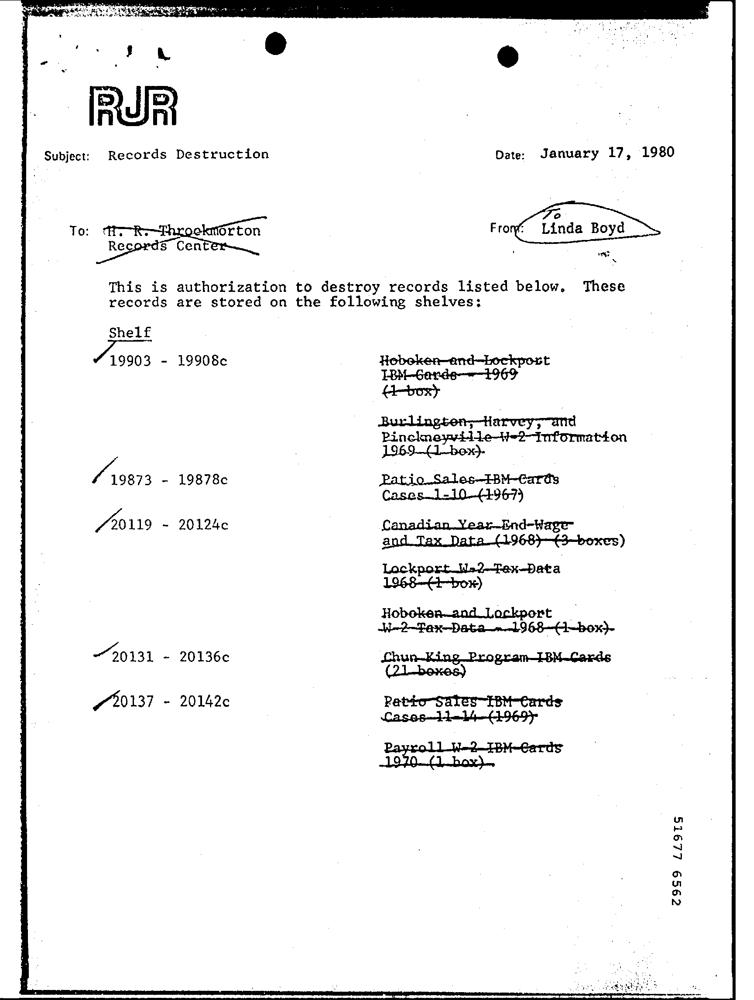 RJR
Subject: Records Destruction
Date: January 17, 1980
To: H. R. Throckmorton
Records Center
To
From: Linda Boyd
This is authorization to destroy records listed below. These
records are stored on the following shelves:
Shelf
19903 - 19908c
Hoboken and Lockport
IBM Cards - 1969
(1 box)
Burlington, Harvey, and
Pinckneyville W-2 Information
1969 (1 box)
19873 - 19878c
Patio Sales IBM Cards
Cases 1-10 (1967)
20119 - 20124c
Canadian Year End Wage
and Tax Data (1968) (3 boxes)
Lockport W-2 Tax Data
1968 (1 box)
Hoboken and Lockport
W-2 Tax Data - 1968 (1 box)
20131 - 20136c
Chun King Program IBM Cards
(21 boxes)
20137 - 20142c
Patio Sales IBM Cards
Cases 11-14 (1969)
Payroll W-2 IBM Cards
1970 (1 box)
51677 6562